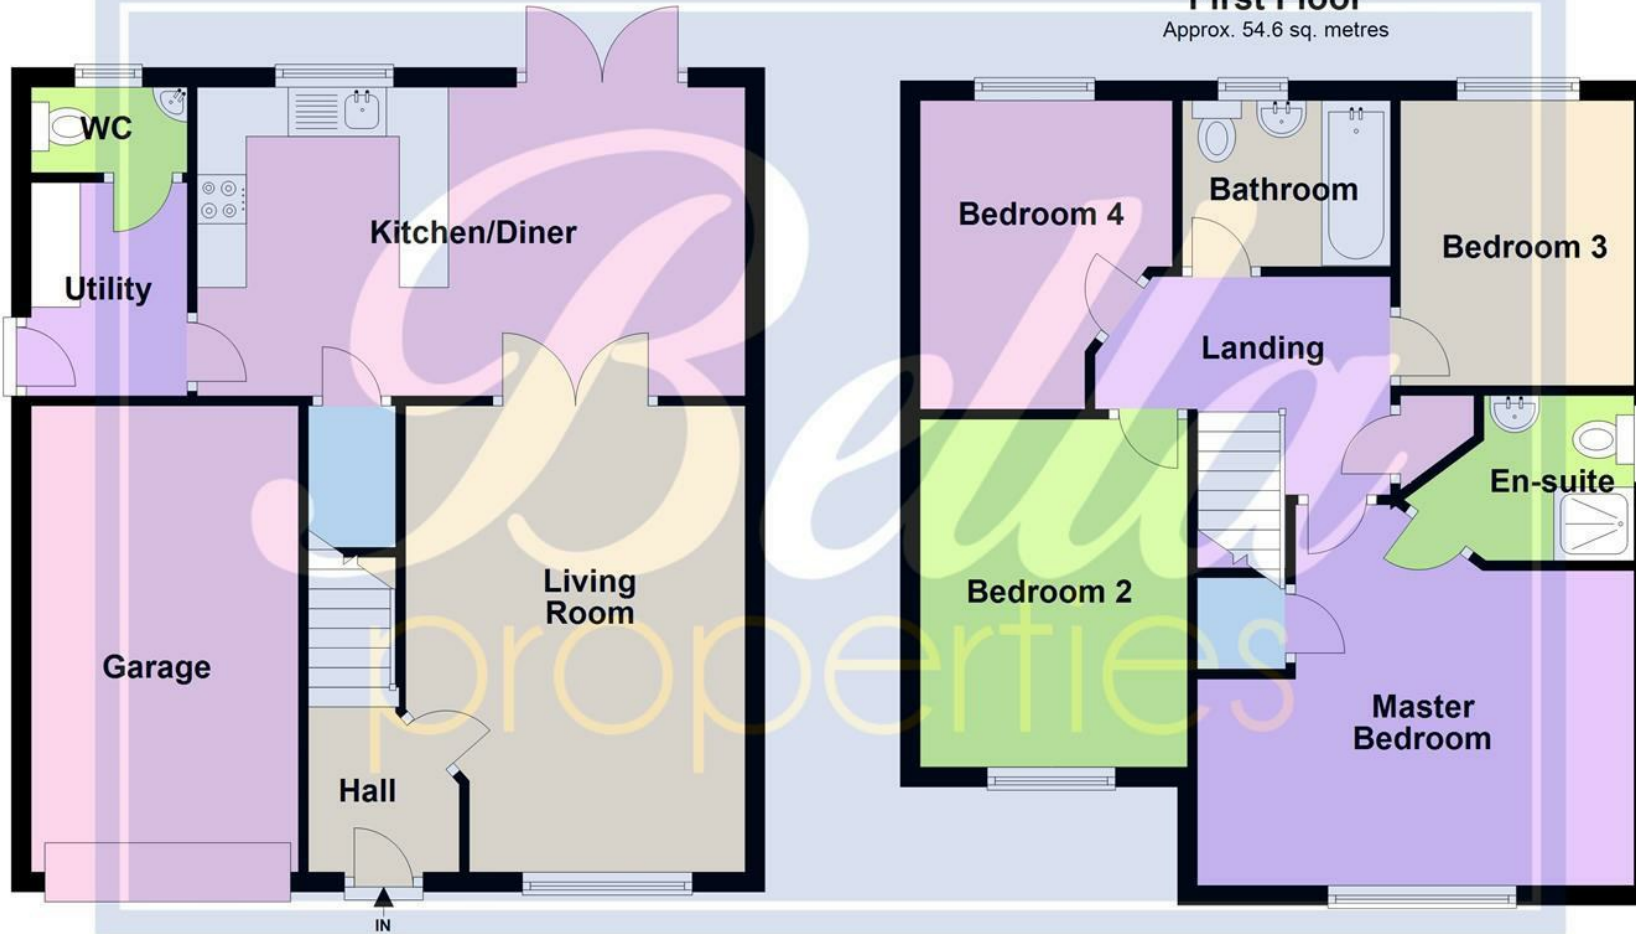 First Floor
Approx. 54.6 sq. metres
WC
Kitchen/Diner
Utility
Garage
Living
Room
Hall
IN
Bedroom 4
Bathroom
Bedroom 3
Landing
En-suite
Bedroom 2
Master
Bedroom
Bella
properties